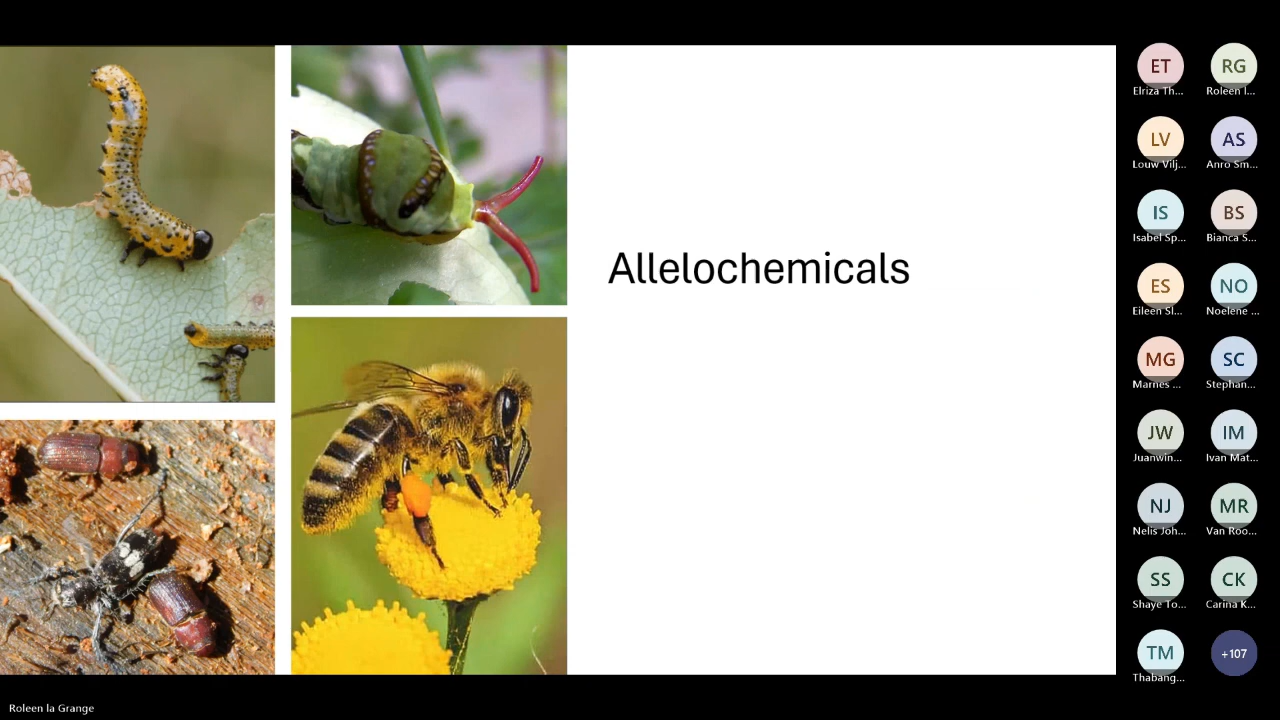 Allelochemicals
ET RG
Elriza Th... Roleen l...
LV AS
Louw Vilj... Anro Sm...
IS BS
Isabel Sp... Bianca S...
ES NO
Eileen Sl... Noelene ...
MG SC
Marnes ... Stephan...
JW IM
Juanwin... Ivan Mat...
NJ MR
Nelis Joh... Van Roo...
SS CK
Shaye To... Carina K...
TM +107
Thabang...
Roleen la Grange